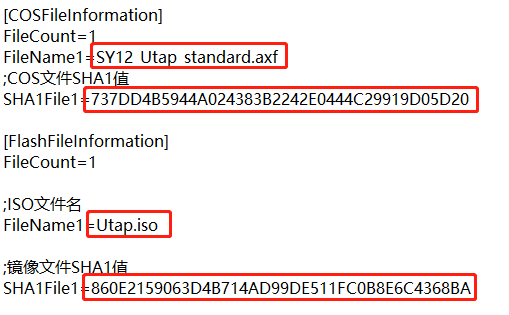 [COSFileInformation]
FileCount=1
FileName1=SY12_Utap_standard.axf
;COS文件SHA1值
SHA1File1=737DD4B5944A024383B2242E0444C29919D05D20
[FlashFileInformation]
FileCount=1
;ISO文件名
FileName1=Utap.iso
;镜像文件SHA1值
SHA1File1=860E2159063D4B714AD99DE511FC0B8E6C4368BA